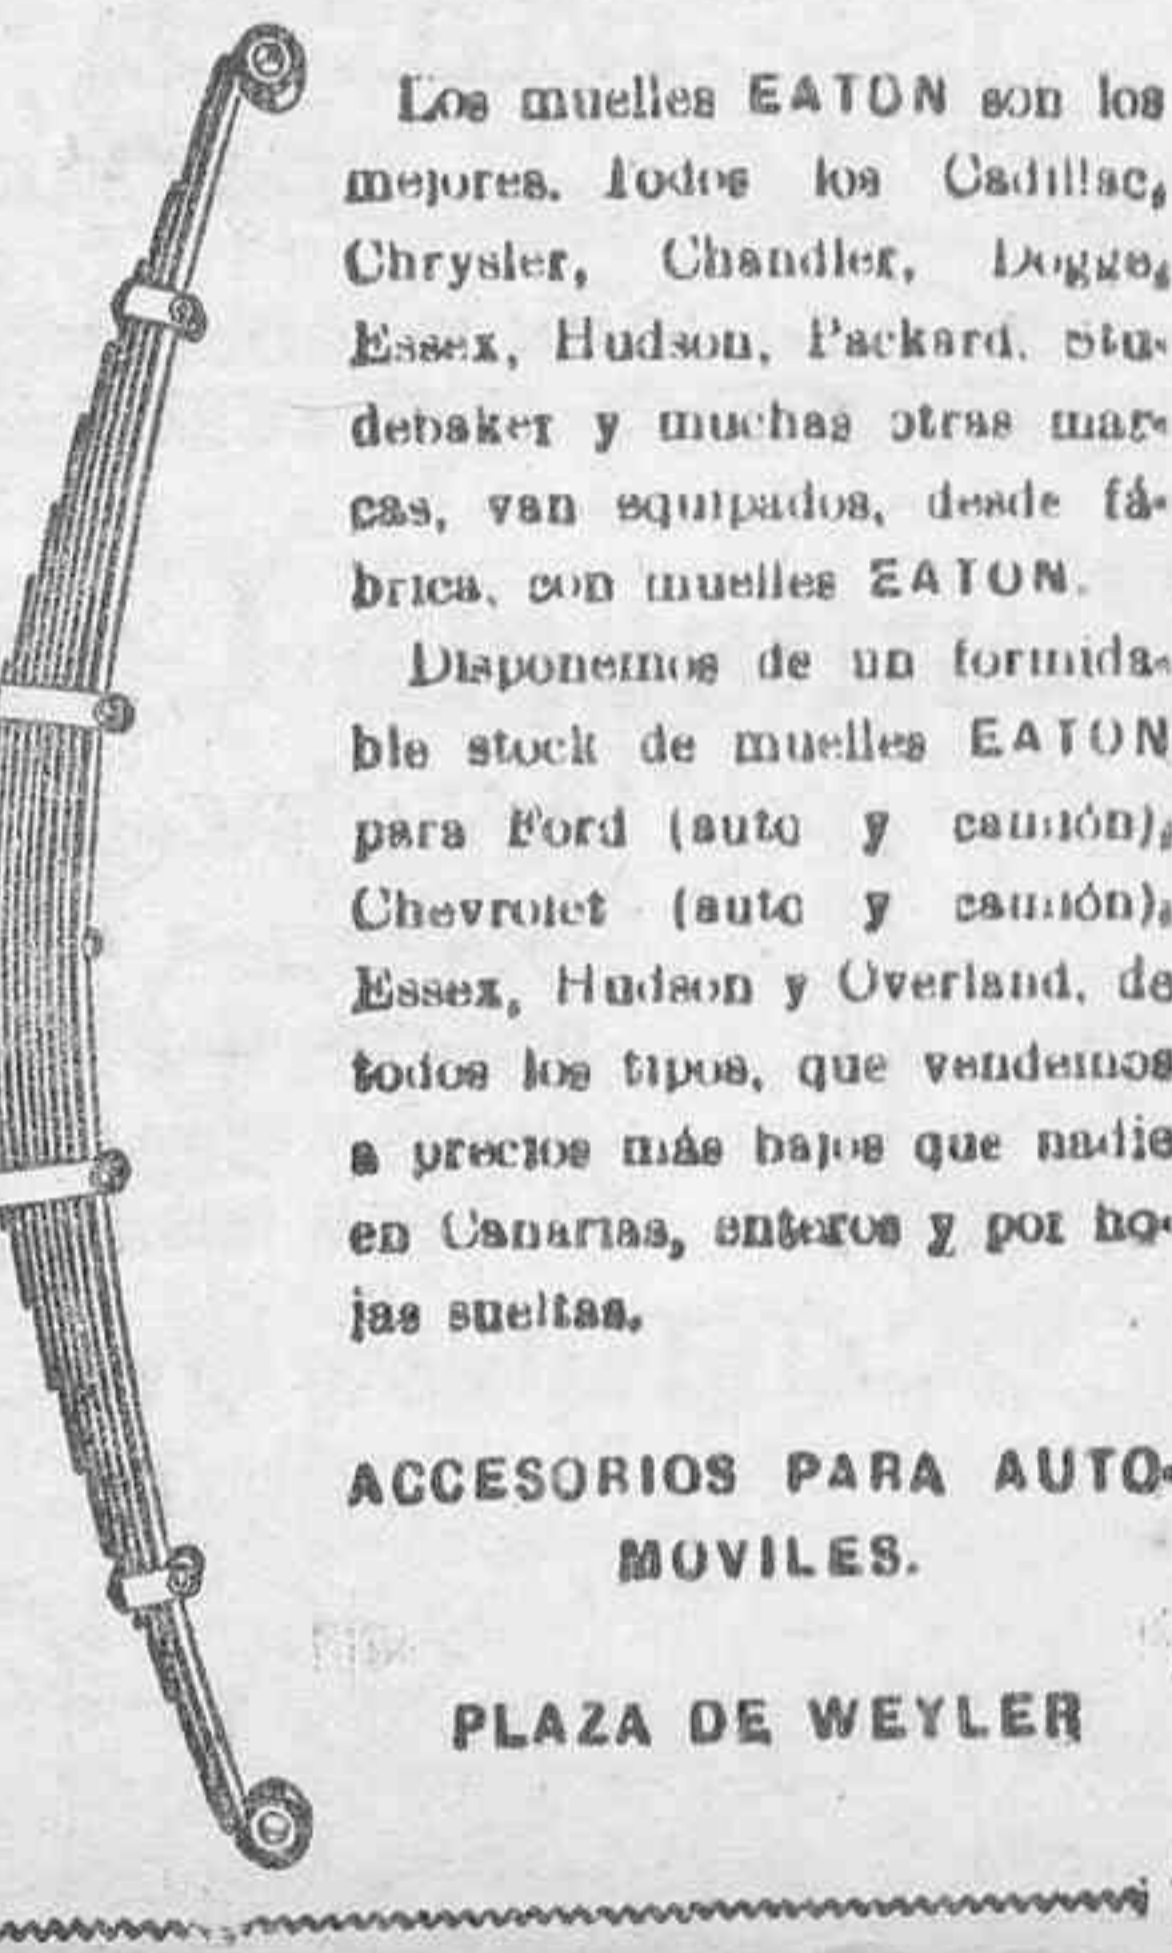 Los muelles EATON son los
mejores. Todos los Cadillac,
Chrysler, Chandler, Dogge,
Essex, Hudson, Packard, Stu-
debaker y muchas otras mar-
cas, van equipados, desde fá-
brica, con muelles EATON.
Disponemos de un formida-
ble stock de muelles EATON
para Ford (auto y camión),
Chevrolet (auto y camión),
Essex, Hudson y Overland, de
todos los tipos, que vendemos
a precios más bajos que nadie
en Canarias, enteros y por ho-
jas sueltas.
ACCESORIOS PARA AUTO-
MOVILES.
PLAZA DE WEYLER